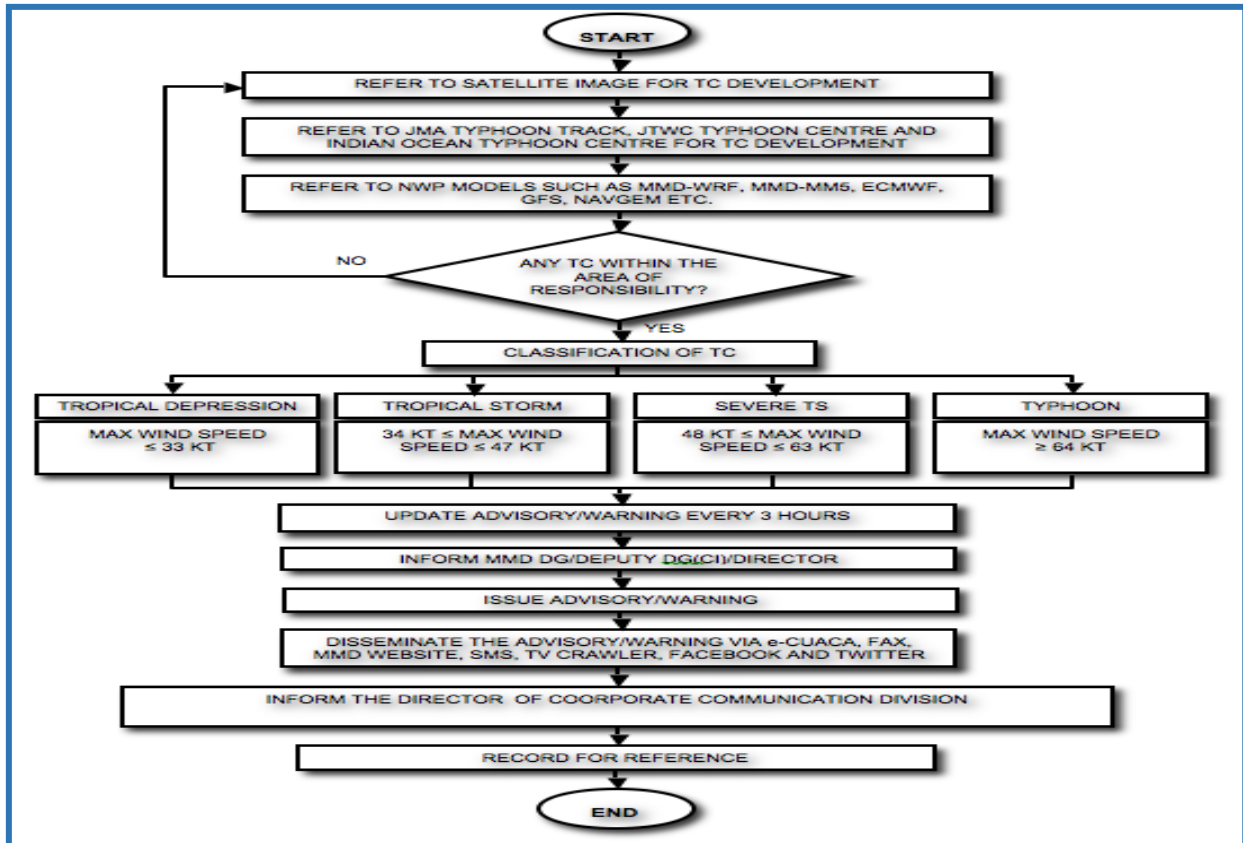 START
REFER TO SATELLITE IMAGE FOR TC DEVELOPMENT
REFER TO JMA TYPHOON TRACK, JTWC TYPHOON CENTRE AND
INDIAN OCEAN TYPHOON CENTRE FOR TC DEVELOPMENT
REFER TO NWP MODELS SUCH AS MMD-WRF, MMD-MM5, ECMWF,
GFS, NAVGEM ETC.
NO
ANY TC WITHIN THE
AREA OF
RESPONSIBILITY?
YES
CLASSIFICATION OF TC
TROPICAL DEPRESSION
MAX WIND SPEED
≤ 33 KT
TROPICAL STORM
34 KT ≤ MAX WIND
SPEED ≤ 47 KT
SEVERE TS
48 KT ≤ MAX WIND
SPEED ≤ 63 KT
TYPHOON
MAX WIND SPEED
≥ 64 KT
UPDATE ADVISORY/WARNING EVERY 3 HOURS
INFORM MMD DG/DEPUTY DG(CI)/DIRECTOR
ISSUE ADVISORY/WARNING
DISSEMINATE THE ADVISORY/WARNING VIA e-CUACA, FAX,
MMD WEBSITE, SMS, TV CRAWLER, FACEBOOK AND TWITTER
INFORM THE DIRECTOR OF COORPORATE COMMUNICATION DIVISION
RECORD FOR REFERENCE
END